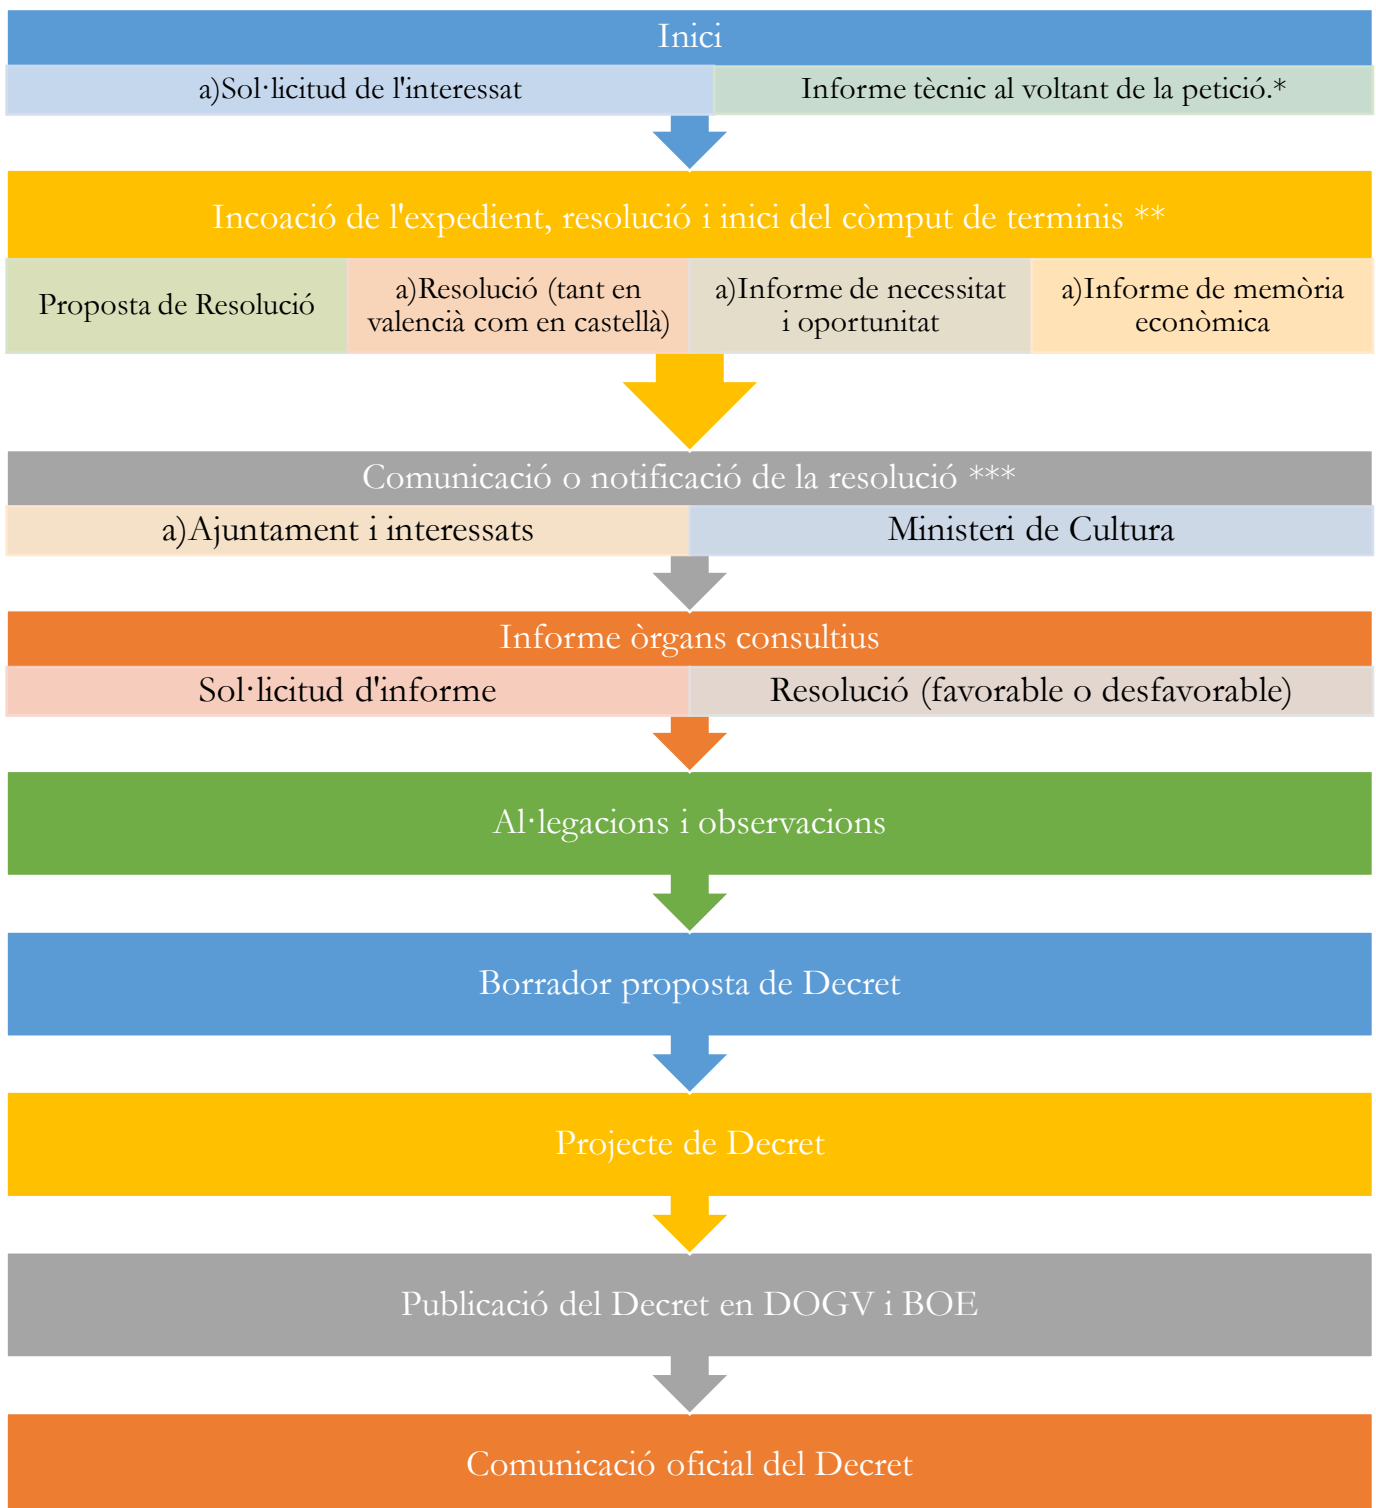 Inici
a)Sol·licitud de l'interessat
Informe tècnic al voltant de la petició.*
Incoació de l'expedient, resolució i inici del còmput de terminis **
Proposta de Resolució
a)Resolució (tant en
valencià com en castellà)
a)Informe de necessitat
i oportunitat
a)Informe de memòria
econòmica
Comunicació o notificació de la resolució ***
a)Ajuntament i interessats
Ministeri de Cultura
Informe òrgans consultius
Sol·licitud d'informe
Resolució (favorable o desfavorable)
Al·legacions i observacions
Borrador proposta de Decret
Projecte de Decret
Publicació del Decret en DOGV i BOE
Comunicació oficial del Decret